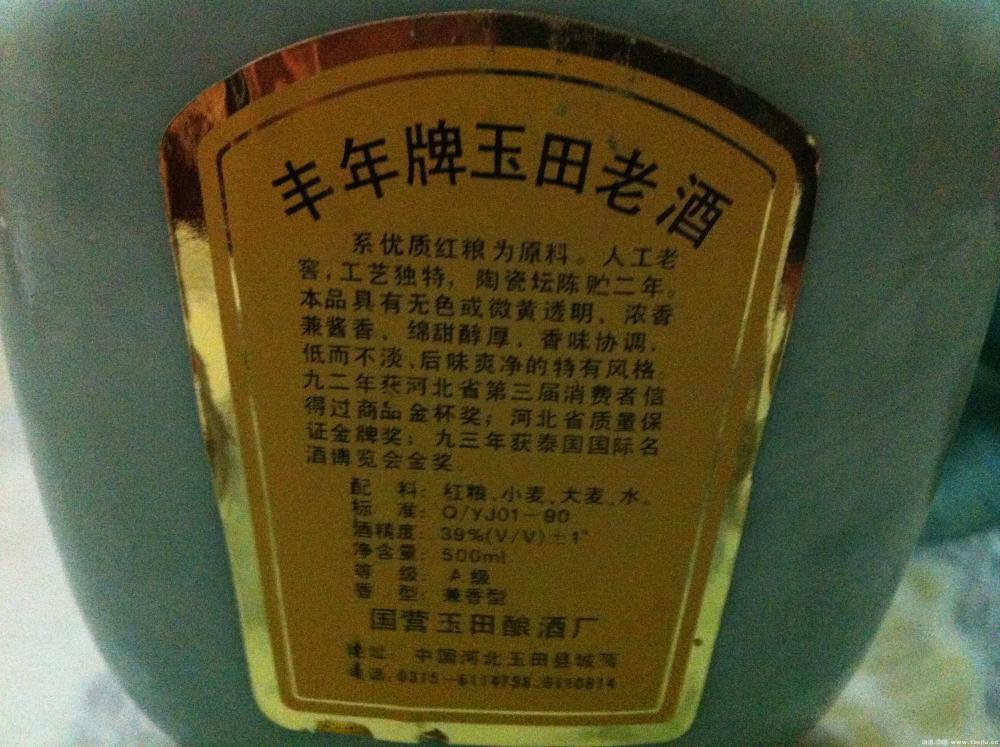 丰年牌玉田老酒
系优质红粮为原料。人工老
窖,工艺独特,陶瓷坛陈贮二年。
本品具有无色或微黄透明、浓香
兼酱香、绵甜醇厚,香味协调,
低而不淡、后味爽净的特有风格。
九二年获河北省第三届消费者信
得过商品金杯奖;河北省质量保
证金牌奖;九三年获泰国国际名
酒博览会金奖。
配 料:红粮、小麦、大麦、水。
标 准:Q/YJ01-90
酒精度:39%(V/V)±1°
净含量:500ml
等 级:A级
香 型:兼香型
国营玉田酿酒厂
地址:中国河北玉田县城
电话:0315-